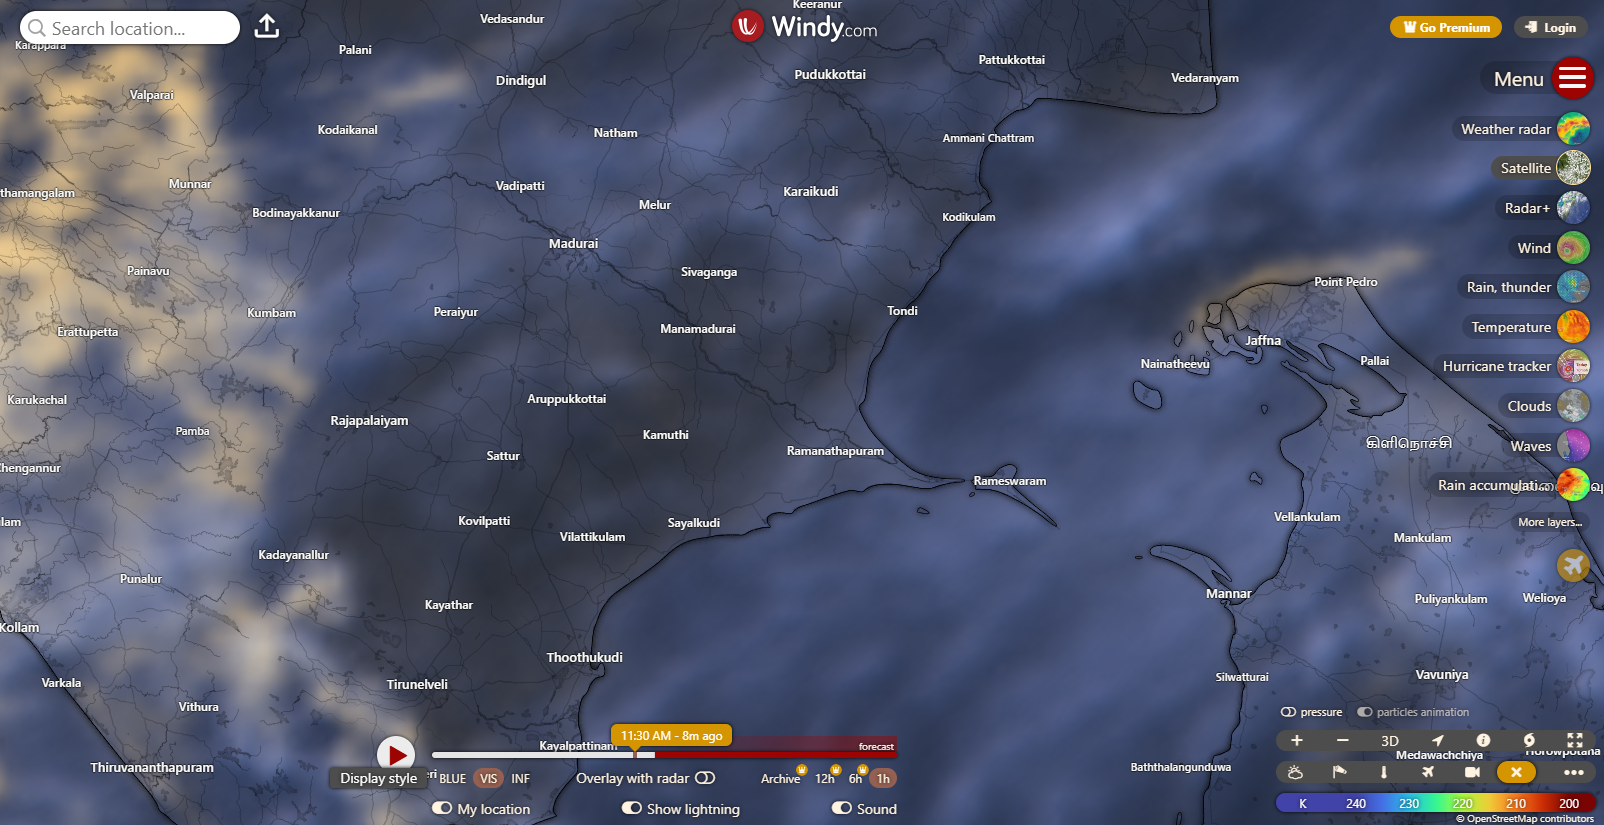 Search location...
Windy.com
Go Premium
Login
Menu
Weather radar
Satellite
Radar+
Wind
Rain, thunder
Temperature
Hurricane tracker
Clouds
Waves
More layers...
Keeranur
Vedasandur
Karappara
Palani
Dindigul
Pudukkottai
Pattukkottai
Vedaranyam
Valparai
Kodaikanal
Natham
Ammani Chattram
Munnar
thamangalam
Vadipatti
Melur
Karaikudi
Bodinayakkanur
Kodikulam
Madurai
Painavu
Sivaganga
Point Pedro
Kumbam
Peraiyur
Tondi
Erattupetta
Manamadurai
Jaffna
Nainatheevu
Pallai
Karukachal
Aruppukkottai
Rajapalaiyam
Pamba
Kamuthi
கிளிநொச்சி
Sattur
Ramanathapuram
Chengannur
Rameswaram
Rain accumulati
lam
Kovilpatti
Sayalkudi
Vellankulam
Vilattikulam
Mankulam
Kadayanallur
Punalur
Mannar
Puliyankulam
Welioya
Kayathar
Kollam
Thoothukudi
Varkala
Tirunelveli
Silwatturai
Vavuniya
Vithura
Kayalpattinam
Thiruvananthapuram
Baththalangunduwa
Medawachchiya
Horowpotana
11:30 AM - 8m ago
forecast
Display style
eri
BLUE
VIS
INF
Overlay with radar
Archive
12h
6h
1h
My location
Show lightning
Sound
pressure
particles animation
3D
K 240 230 220 210 200
© OpenStreetMap contributors